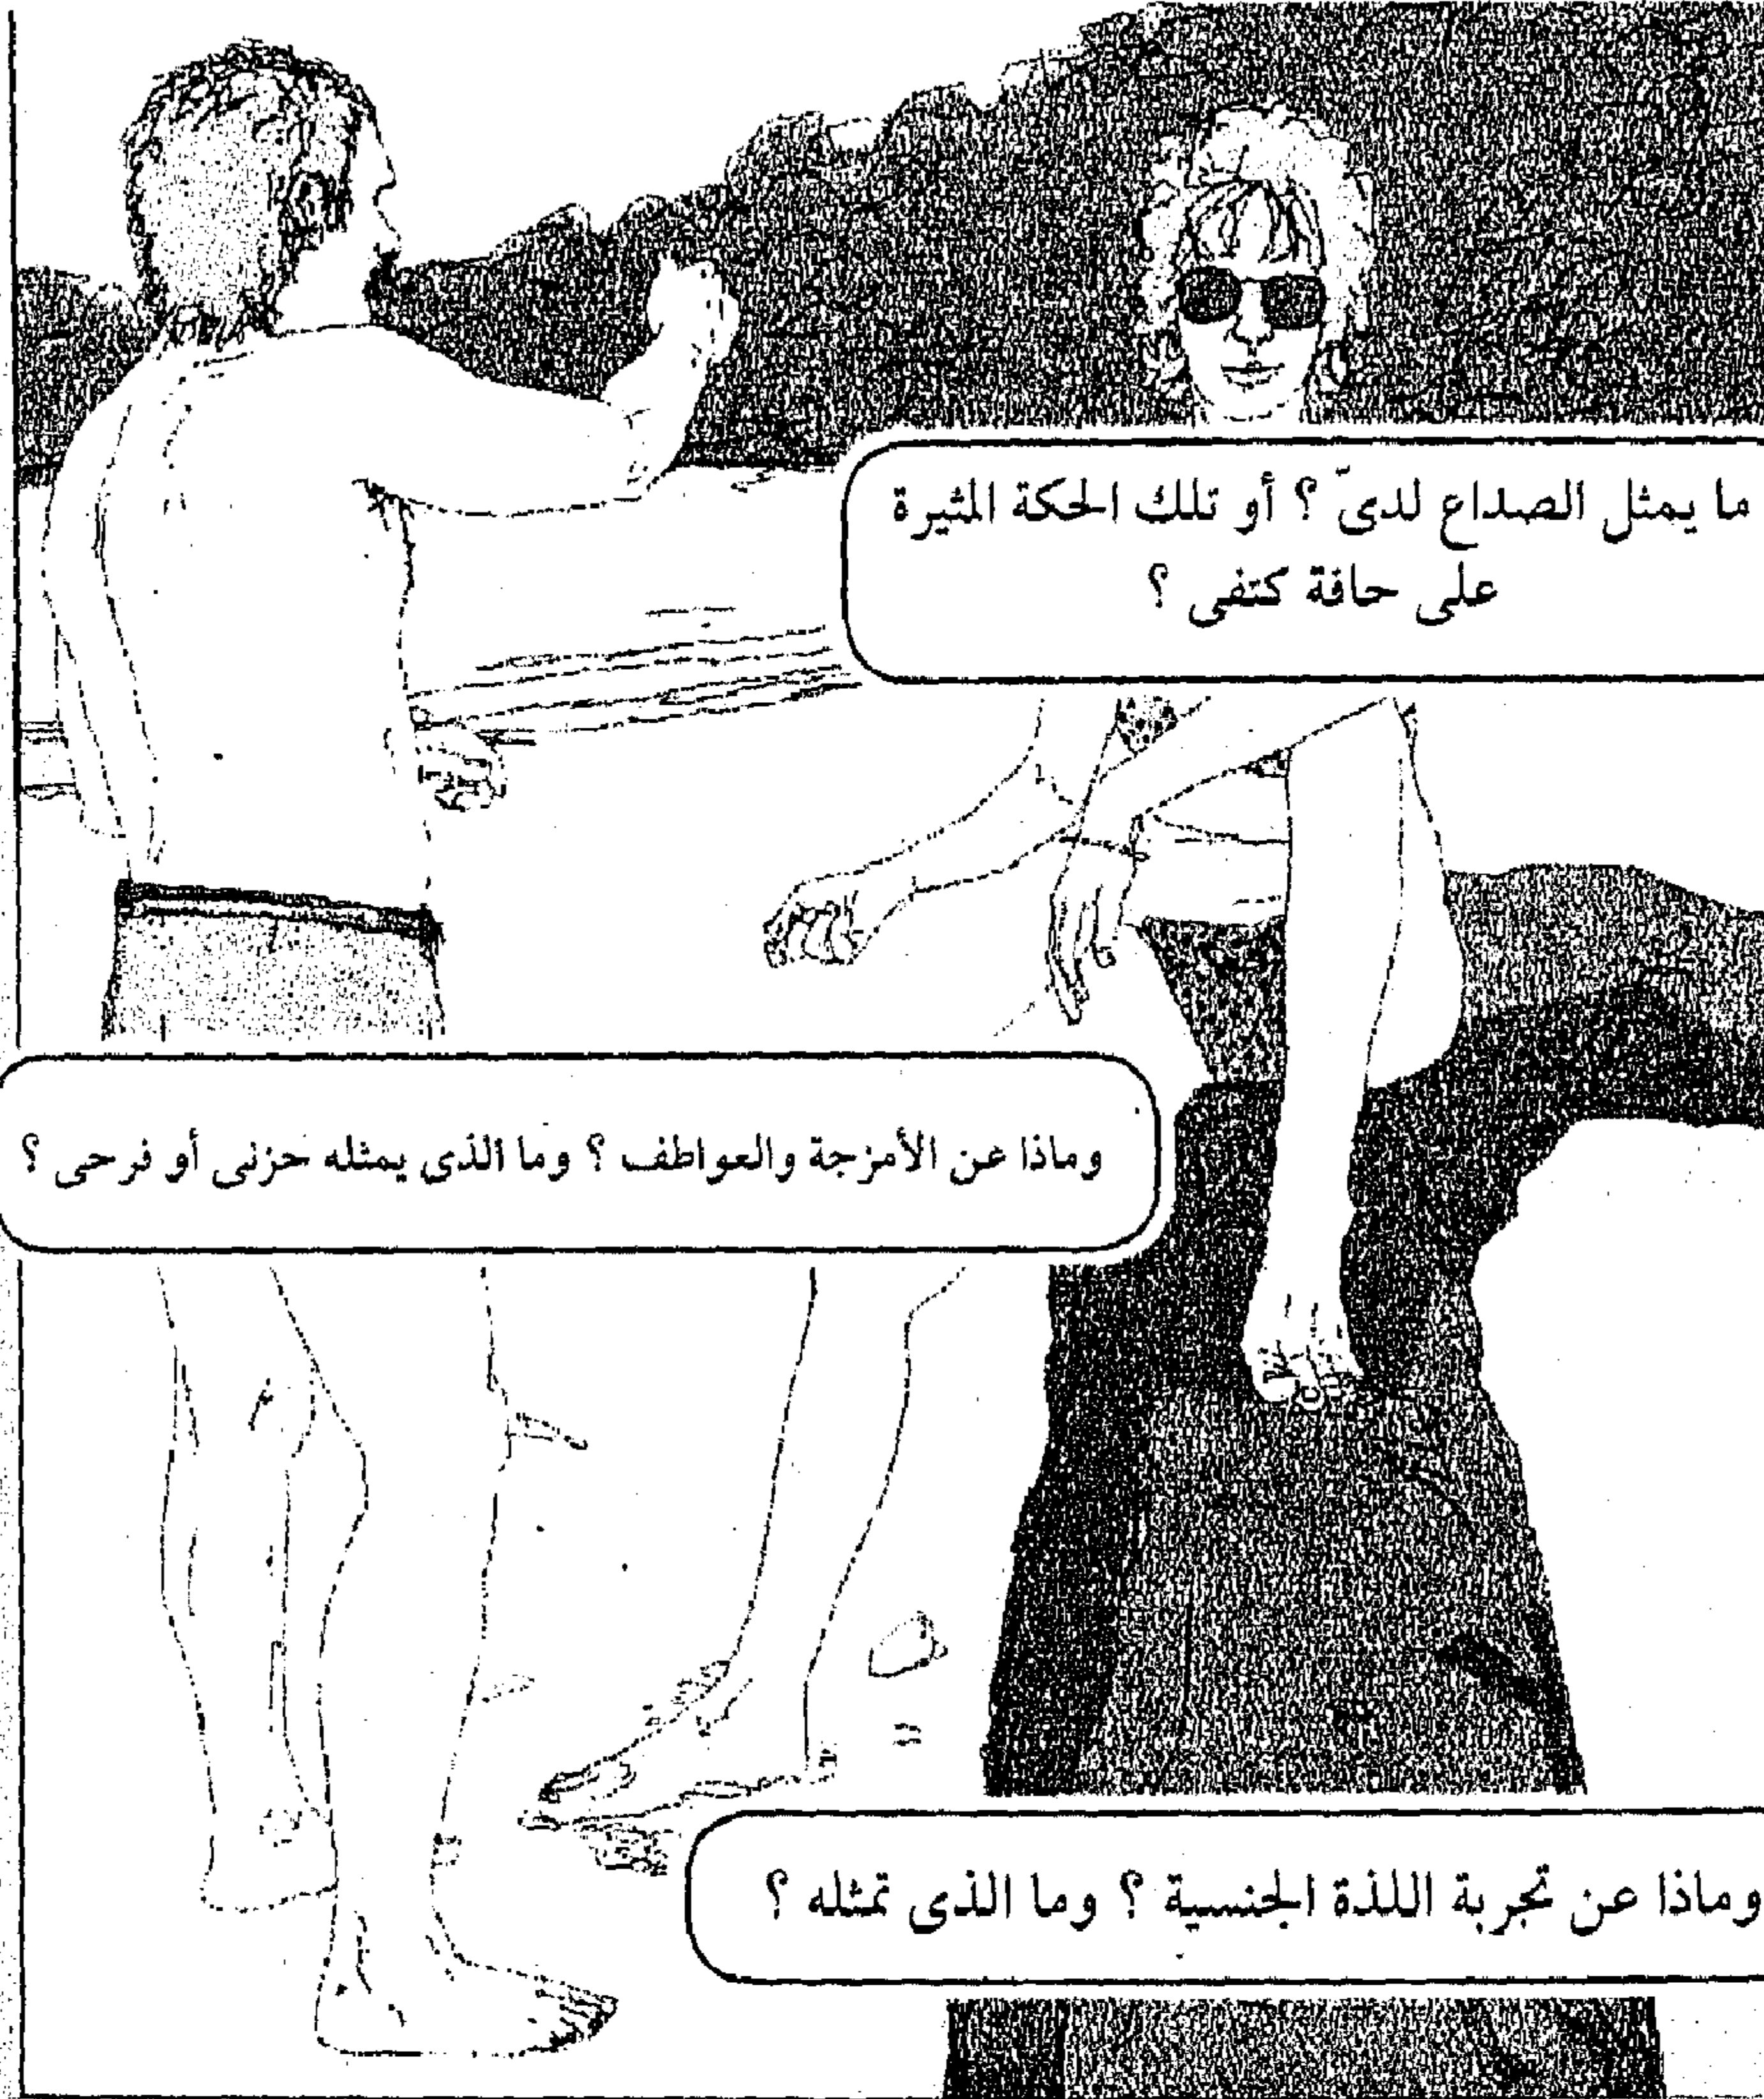 ما يمثل الصداع لدىّ ؟ أو تلك الحكة المثيرة
على حافة كتفى ؟
وماذا عن الأمزجة والعواطف ؟ وما الذى يمثله حزنى أو فرحى ؟
وماذا عن تجربة اللذة الجنسية ؟ وما الذى تمثله ؟